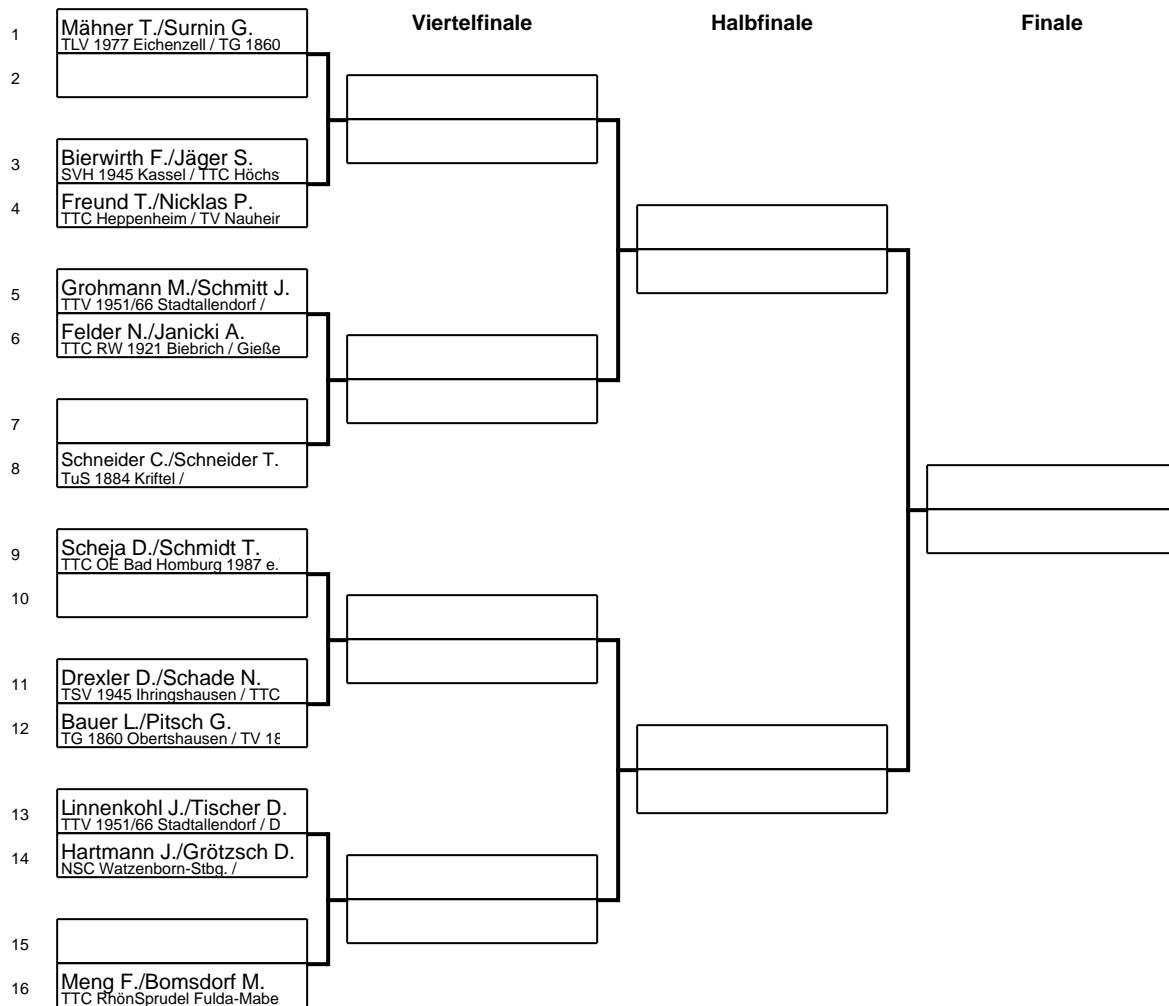 Viertelfinale Halbfinale Finale
1 Mähner T./Surnin G.
TLV 1977 Eichenzell / TG 1860
2
3 Bierwirth F./Jäger S.
SVH 1945 Kassel / TTC Höchs
4 Freund T./Nicklas P.
TTC Heppenheim / TV Nauheir
5 Grohmann M./Schmitt J.
TTV 1951/66 Stadtallendorf /
6 Felder N./Janicki A.
TTC RW 1921 Biebrich / Gieße
7
8 Schneider C./Schneider T.
TuS 1884 Kriftel /
9 Scheja D./Schmidt T.
TTC OE Bad Homburg 1987 e.
10
11 Drexler D./Schade N.
TSV 1945 Ihringshausen / TTC
12 Bauer L./Pitsch G.
TG 1860 Obertshausen / TV 18
13 Linnenkohl J./Tischer D.
TTV 1951/66 Stadtallendorf / D
14 Hartmann J./Grötzsch D.
NSC Watzenborn-Stbg. /
15
16 Meng F./Bomsdorf M.
TTC RhönSprudel Fulda-Mabe